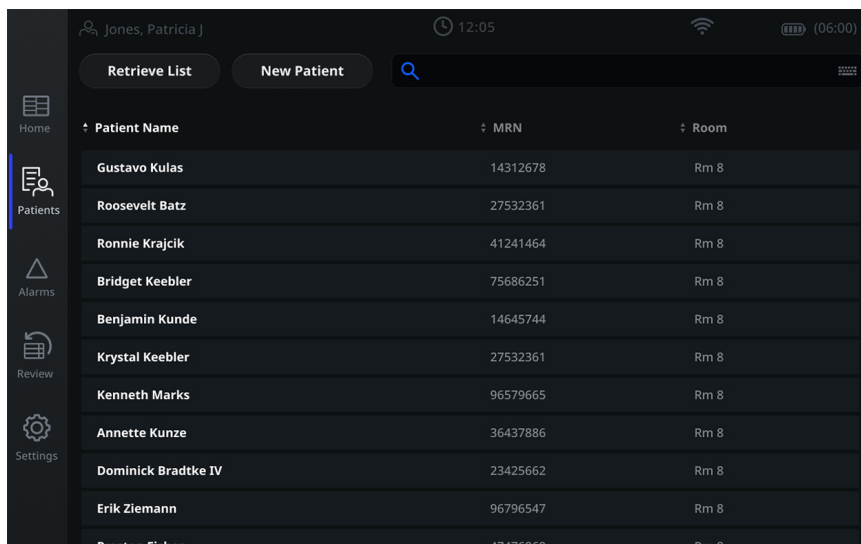 Jones, Patricia J 12:05 (06:00)
Retrieve List New Patient
Home
Patients
Alarms
Review
Settings
Patient Name MRN Room
Gustavo Kulas 14312678 Rm 8
Roosevelt Batz 27532361 Rm 8
Ronnie Krajcik 41241464 Rm 8
Bridget Keebler 75686251 Rm 8
Benjamin Kunde 14645744 Rm 8
Krystal Keebler 27532361 Rm 8
Kenneth Marks 96579665 Rm 8
Annette Kunze 36437886 Rm 8
Dominick Bradtke IV 23425662 Rm 8
Erik Ziemann 96796547 Rm 8